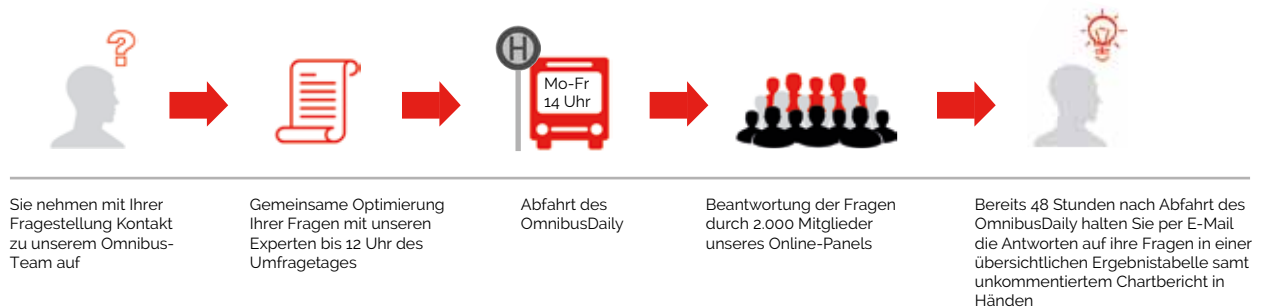 ?
H
Mo-Fr
14 Uhr
Sie nehmen mit Ihrer
Fragestellung Kontakt
zu unserem Omnibus-
Team auf
Gemeinsame Optimierung
Ihrer Fragen mit unseren
Experten bis 12 Uhr des
Umfragetages
Abfahrt des
OmnibusDaily
Beantwortung der Fragen
durch 2.000 Mitglieder
unseres Online-Panels
Bereits 48 Stunden nach Abfahrt des
OmnibusDaily halten Sie per E-Mail
die Antworten auf ihre Fragen in einer
übersichtlichen Ergebnistabelle samt
unkommentiertem Chartbericht in
Händen